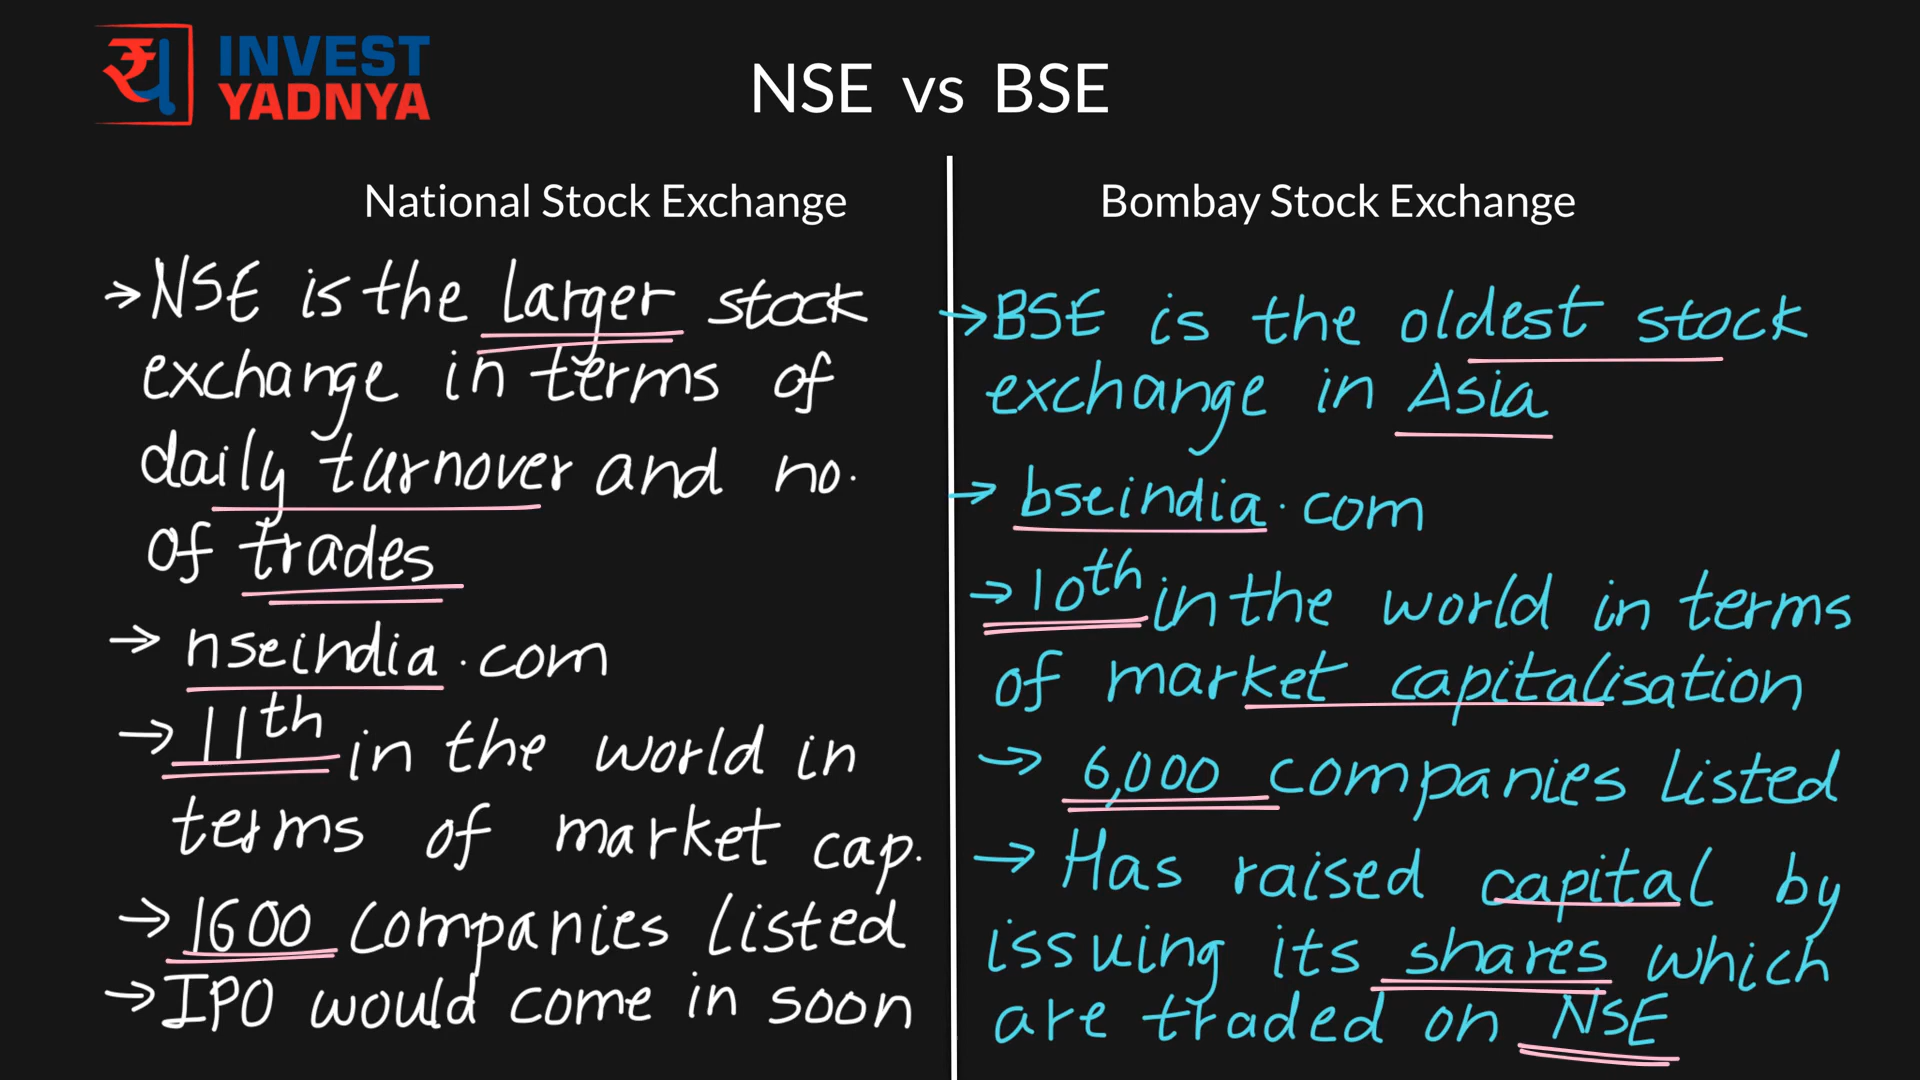 INVEST
YADNYA
NSE vs BSE
National Stock Exchange
→NSE is the larger stock
exchange in terms of
daily turnover and no.
of trades
→ nseindia.com
→ 11th in the world in
terms of market cap.
→ 1600 companies listed
→ IPO would come in soon
Bombay Stock Exchange
→BSE is the oldest stock
exchange in Asia
→ bseindia.com
→ 10th in the world in terms
of market capitalisation
→ 6,000 companies listed
→ Has raised capital by
issuing its shares which
are traded on NSE